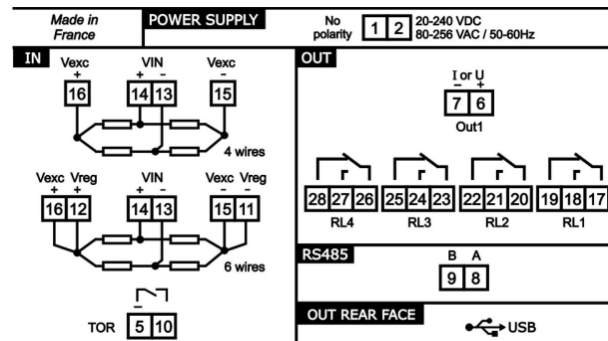 Made in France
POWER SUPPLY
No polarity
1 2
20-240 VDC
80-256 VAC / 50-60Hz
IN
Vexc VIN Vexc
+ + - -
16 14 13 15
4 wires
Vexc Vreg VIN Vexc Vreg
+ + + - - -
16 12 14 13 15 11
6 wires
TOR
-
5 10
OUT
I or U
- +
7 6
Out1
28 27 26 25 24 23 22 21 20 19 18 17
RL4 RL3 RL2 RL1
RS485
B A
9 8
OUT REAR FACE
USB